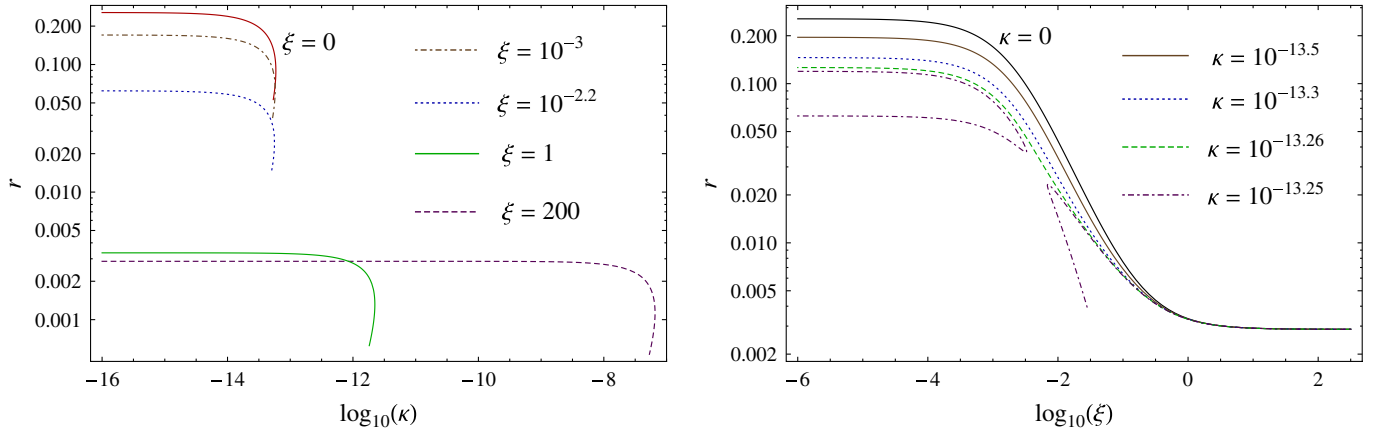 0.200
0.100
0.050
0.020
0.010
0.005
0.002
0.001
r
ξ = 0
ξ = 10^{-3}
ξ = 10^{-2.2}
ξ = 1
ξ = 200
−16
−14
−12
−10
−8
log₁₀(κ)
0.200
0.100
0.050
0.020
0.010
0.005
0.002
r
κ = 0
κ = 10^{-13.5}
κ = 10^{-13.3}
κ = 10^{-13.26}
κ = 10^{-13.25}
−6
−4
−2
0
2
log₁₀(ξ)